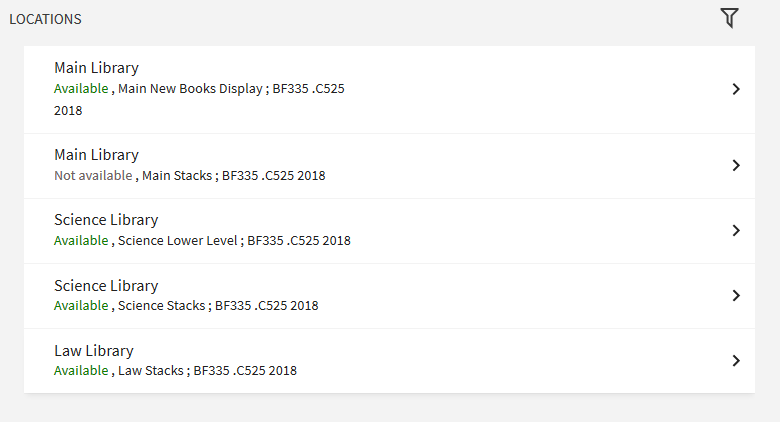 LOCATIONS
Main Library
Available , Main New Books Display ; BF335 .C525
2018
Main Library
Not available , Main Stacks ; BF335 .C525 2018
Science Library
Available , Science Lower Level ; BF335 .C525 2018
Science Library
Available , Science Stacks ; BF335 .C525 2018
Law Library
Available , Law Stacks ; BF335 .C525 2018